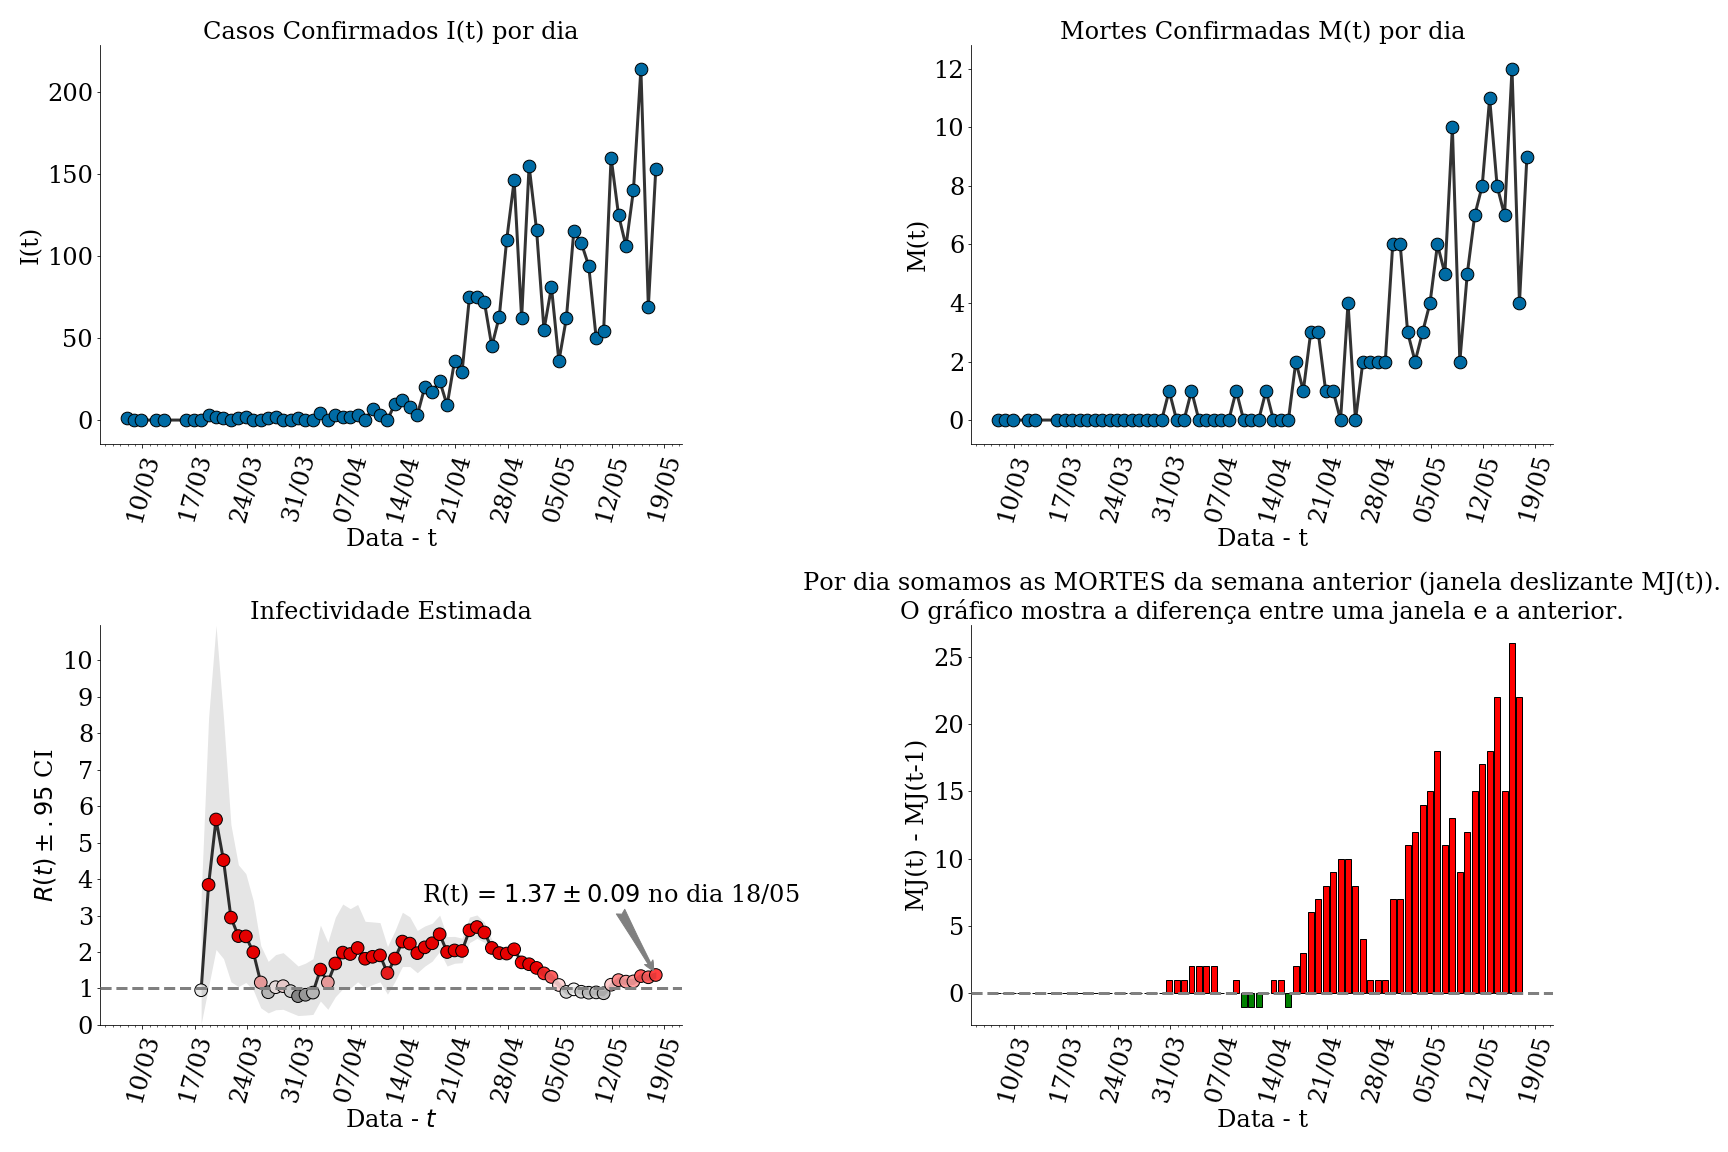 Casos Confirmados I(t) por dia
I(t)
200
150
100
50
0
10/03 17/03 24/03 31/03 07/04 14/04 21/04 28/04 05/05 12/05 19/05
Data - t
Mortes Confirmadas M(t) por dia
M(t)
12
10
8
6
4
2
0
10/03 17/03 24/03 31/03 07/04 14/04 21/04 28/04 05/05 12/05 19/05
Data - t
Infectividade Estimada
R(t) ± .95 CI
10
9
8
7
6
5
4
3
2
1
0
R(t) = 1.37 ± 0.09 no dia 18/05
10/03 17/03 24/03 31/03 07/04 14/04 21/04 28/04 05/05 12/05 19/05
Data - t
Por dia somamos as MORTES da semana anterior (janela deslizante MJ(t)).
O gráfico mostra a diferença entre uma janela e a anterior.
MJ(t) - MJ(t-1)
25
20
15
10
5
0
10/03 17/03 24/03 31/03 07/04 14/04 21/04 28/04 05/05 12/05 19/05
Data - t